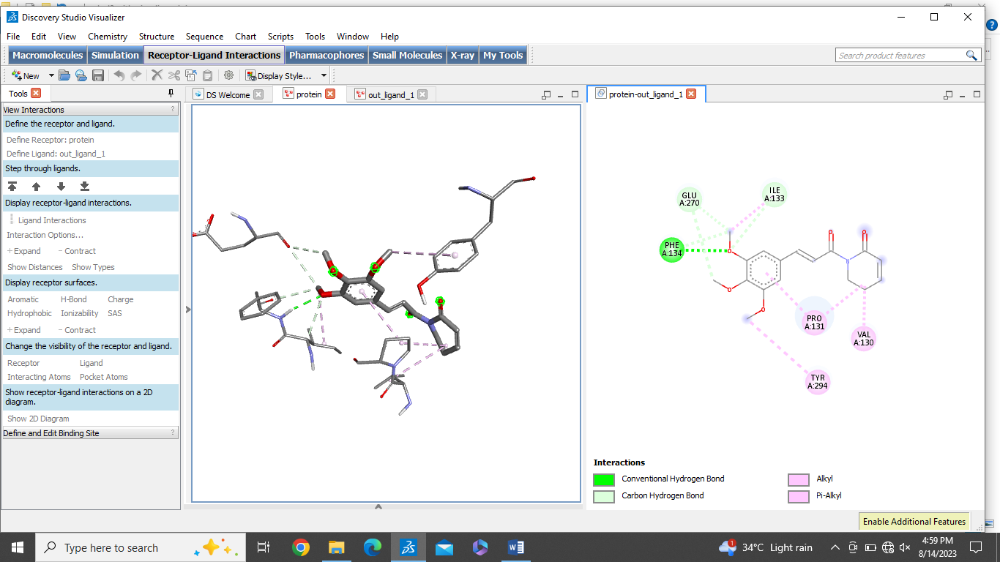 Discovery Studio Visualizer
File Edit View Chemistry Structure Sequence Chart Scripts Tools Window Help
Macromolecules Simulation Receptor-Ligand Interactions Pharmacophores Small Molecules X-ray My Tools
Search product features
New Display Style...
Tools
DS Welcome protein out_ligand_1
protein-out_ligand_1
View Interactions ?
Define the receptor and ligand.
Define Receptor: protein
Define Ligand: out_ligand_1
Step through ligands.
Display receptor-ligand interactions.
Ligand Interactions
Interaction Options...
+ Expand − Contract
Show Distances Show Types
Display receptor surfaces.
Aromatic H-Bond Charge
Hydrophobic Ionizability SAS
+ Expand − Contract
Change the visibility of the receptor and ligand.
Receptor Ligand
Interacting Atoms Pocket Atoms
Show receptor-ligand interactions on a 2D
diagram.
Show 2D Diagram
Define and Edit Binding Site ?
GLU
A:270
ILE
A:133
PHE
A:134
O
O
O
N
O
O
PRO
A:131
VAL
A:130
TYR
A:294
Interactions
Conventional Hydrogen Bond
Carbon Hydrogen Bond
Alkyl
Pi-Alkyl
Enable Additional Features
Type here to search
W
1
34°C Light rain
4:59 PM
8/14/2023